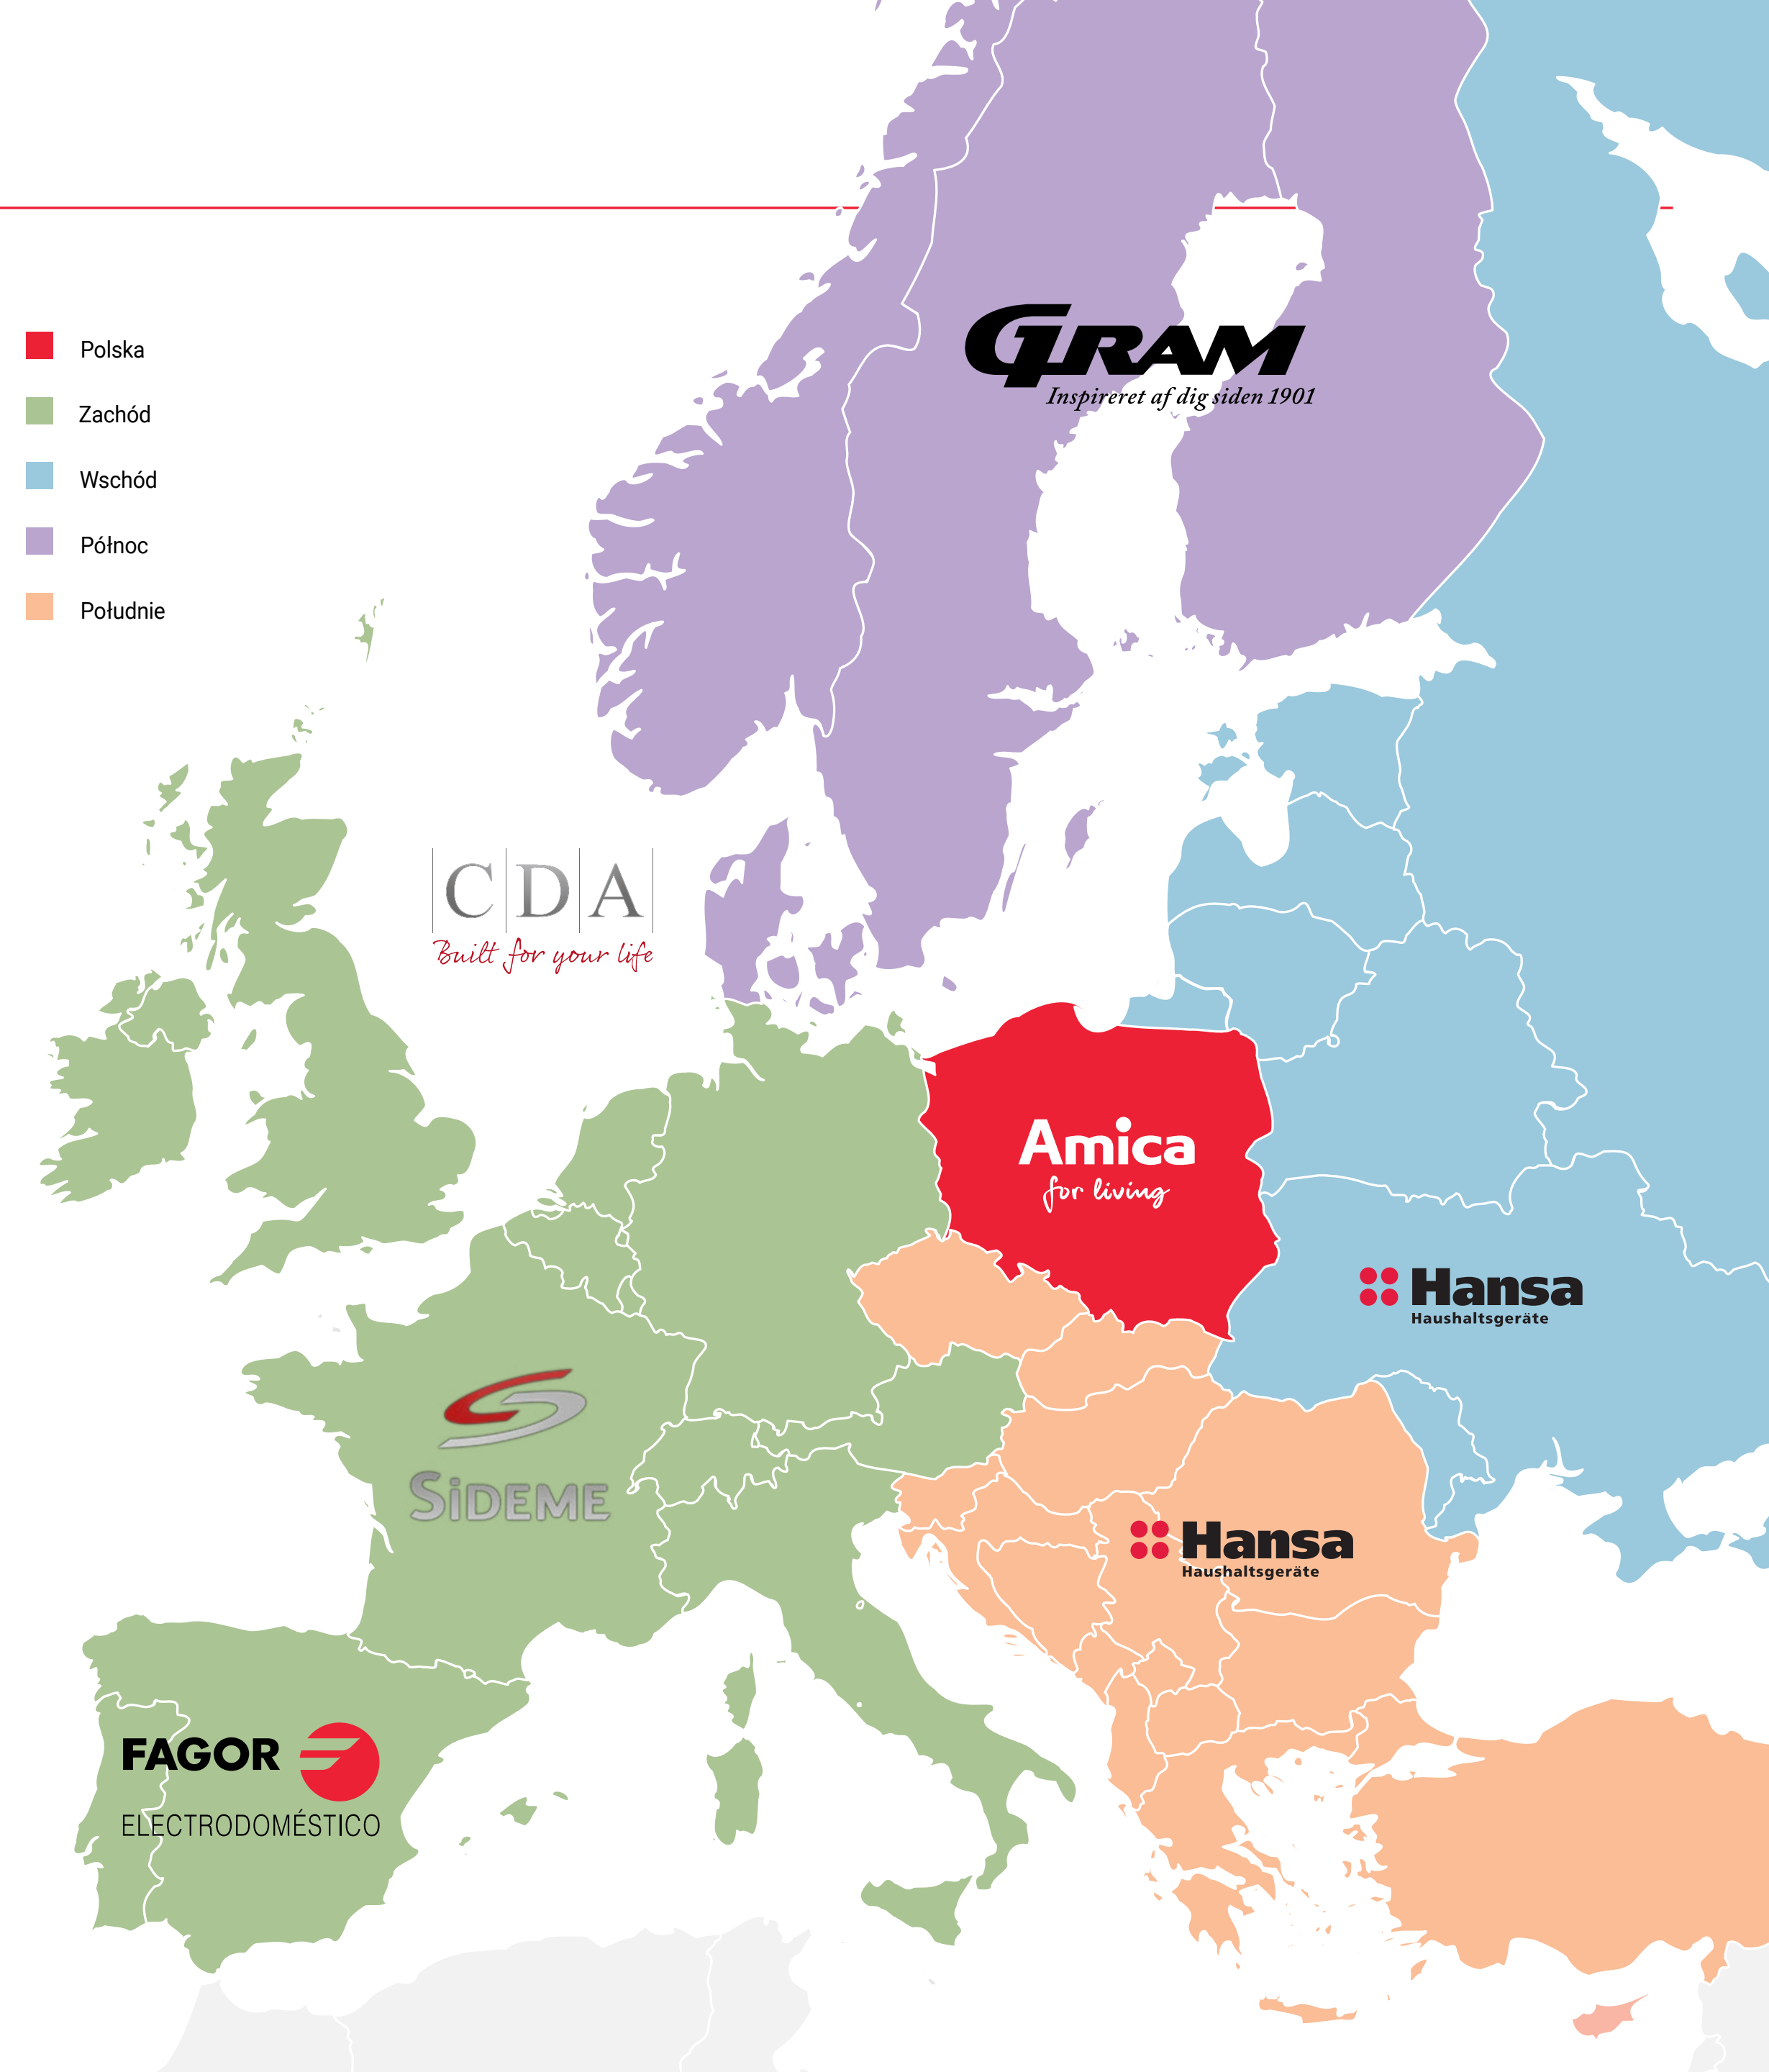 Polska
Zachód
Wschód
Północ
Południe
GRAM
Inspireret af dig siden 1901
CDA
Built for your life
Amica
for living
Hansa
Haushaltsgeräte
SiDEME
Hansa
Haushaltsgeräte
FAGOR
ELECTRODOMÉSTICO